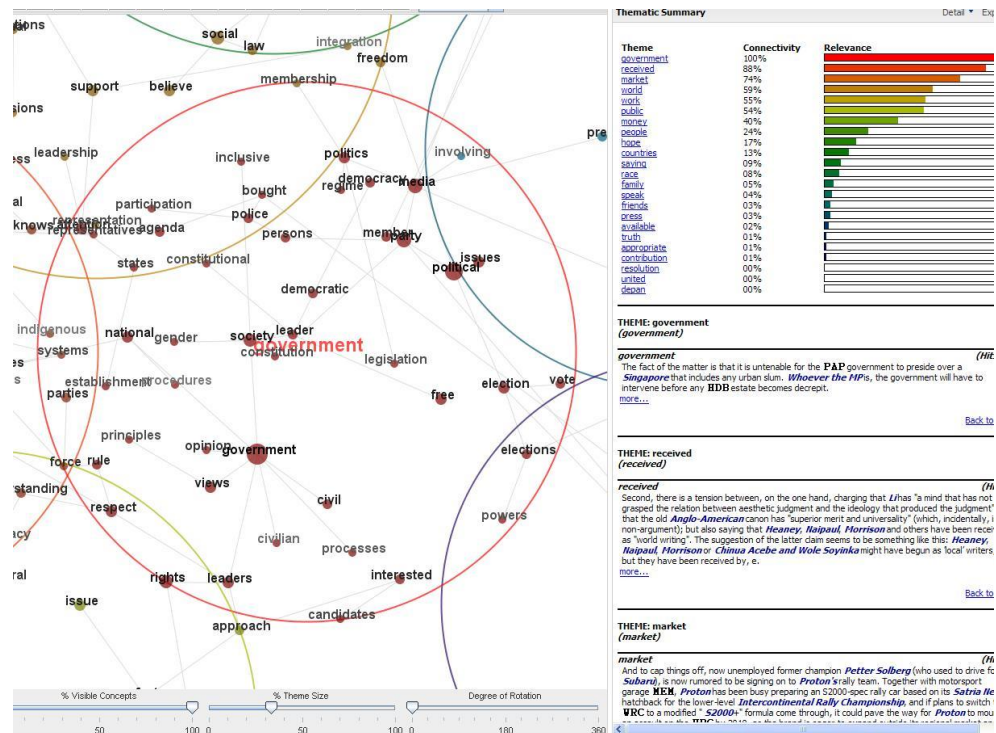 social
law
integration
freedom
support
believe
membership
sions
leadership
inclusive
politics
involving
democracy
regime
media
bought
participation
police
representation
knows attention
representatives
agenda
persons
member
party
issues
states
constitutional
political
democratic
indigenous
national
gender
society
leader
government
constitution
systems
legislation
establishment
procedures
parties
election
vote
free
principles
opinion
government
elections
force
rule
standing
views
respect
civil
powers
civilian
processes
rights
leaders
interested
issue
candidates
approach
% Visible Concepts
% Theme Size
Degree of Rotation
50 100 50 100 0 180 360
Thematic Summary Detail
Theme Connectivity Relevance
government 100%
received 88%
market 74%
world 59%
work 55%
public 54%
money 40%
people 24%
hope 17%
countries 13%
saying 09%
race 08%
family 05%
speak 04%
friends 03%
press 03%
available 02%
truth 01%
appropriate 01%
contribution 01%
resolution 00%
united 00%
depan 00%
THEME: government
(government)
government
The fact of the matter is that it is untenable for the PAP government to preside over a
Singapore that includes any urban slum. Whoever the MP is, the government will have to
intervene before any HDB estate becomes decrepit.
more...
Back to
THEME: received
(received)
received
Second, there is a tension between, on the one hand, charging that Li has "a mind that has not
grasped the relation between aesthetic judgment and the ideology that produced the judgment"
that the old Anglo-American canon has "superior merit and universality" (which, incidentally, is
non-argument); but also saying that Heaney, Naipaul, Morrison and others have been
as "world writing". The suggestion of the latter claim seems to be something like this: Heaney,
Naipaul, Morrison or Chinua Acebe and Wole Soyinka might have begun as 'local' writers,
but they have been received by, e.
more...
Back to
THEME: market
(market)
market
And to cap things off, now unemployed former champion Petter Solberg (who used to drive
Subaru), is now rumored to be signing on to Proton's rally team. Together with motorsport
garage MEM, Proton has been busy preparing an S2000-spec rally car based on its Satria
hatchback for the lower-level Intercontinental Rally Championship, and if plans to switch
WRC to a modified " S2000+" formula come through, it could pave the way for Proton to